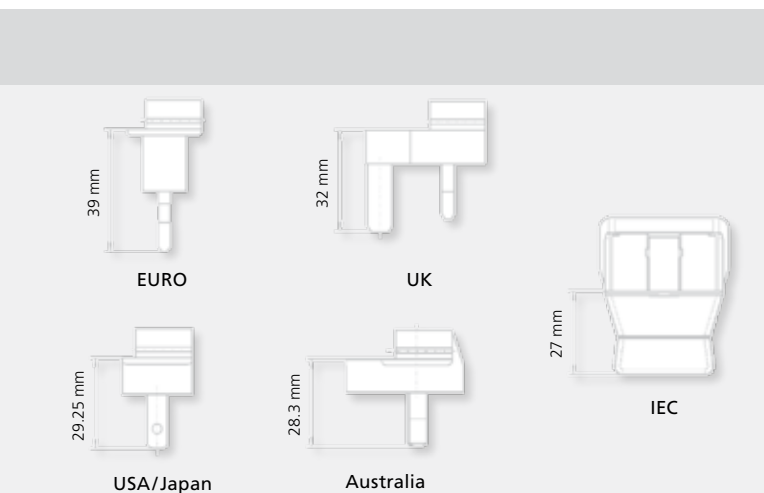 39 mm
EURO
32 mm
UK
27 mm
IEC
29.25 mm
USA/Japan
28.3 mm
Australia